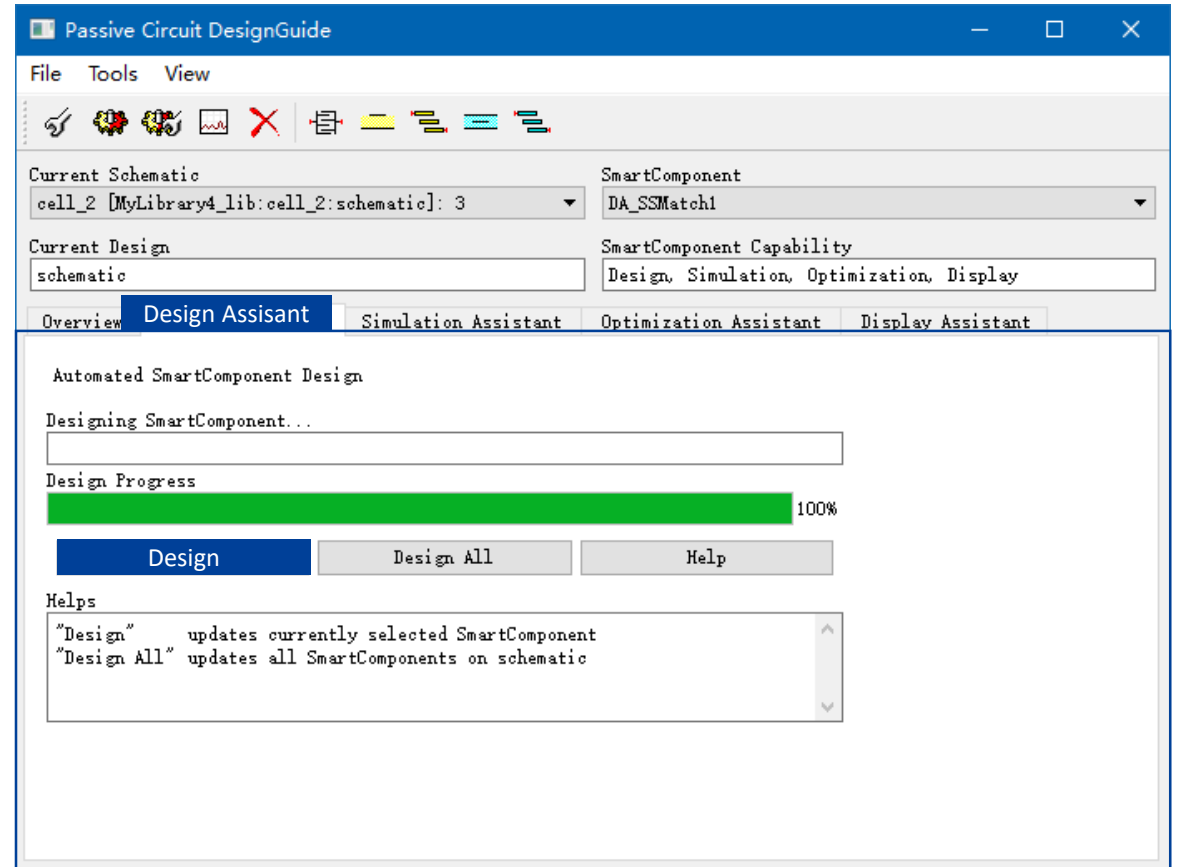 Passive Circuit DesignGuide
File Tools View
Current Schematic SmartComponent
cell_2 [MyLibrary4_lib:cell_2:schematic]: 3 DA_SSMatch1
Current Design SmartComponent Capability
schematic Design, Simulation, Optimization, Display
Overview Design Assisant Simulation Assistant Optimization Assistant Display Assistant
Automated SmartComponent Design
Designing SmartComponent...
Design Progress
100%
Design Design All Help
Helps
"Design" updates currently selected SmartComponent
"Design All" updates all SmartComponents on schematic